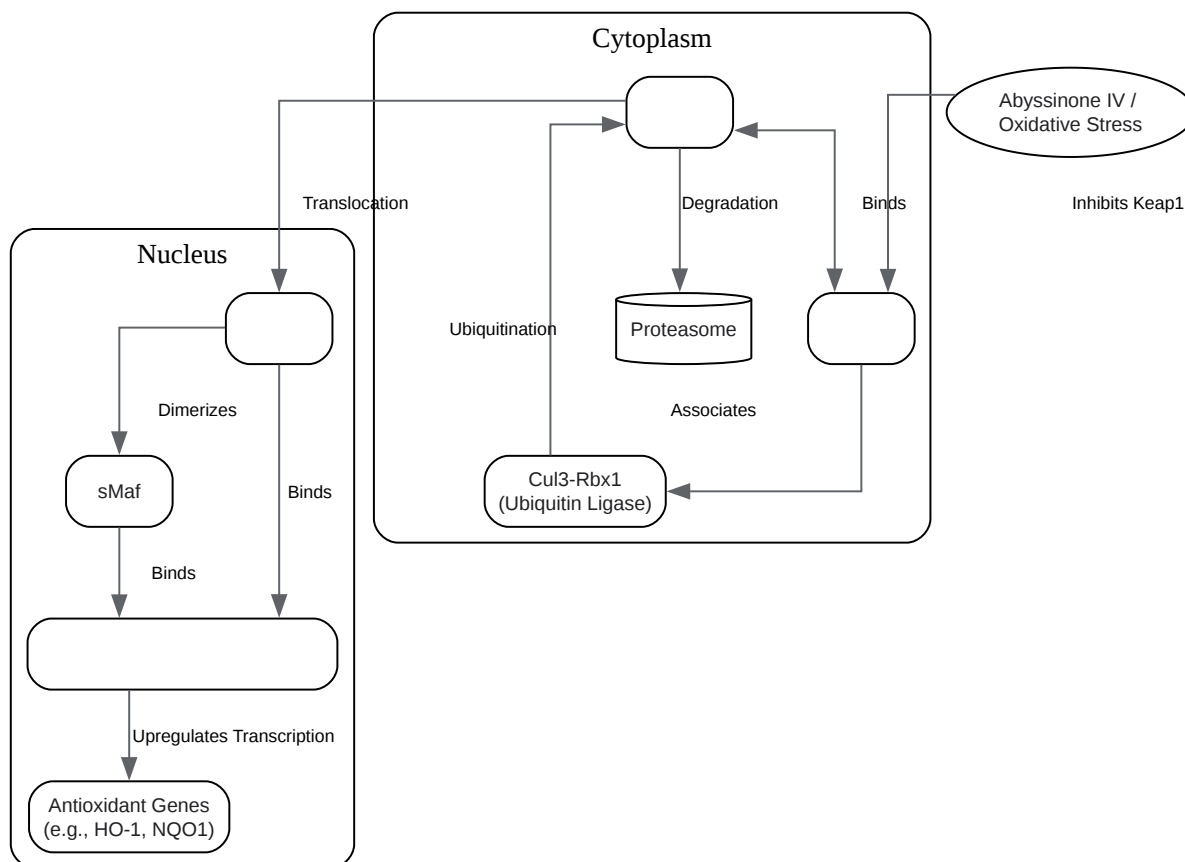 Cytoplasm
Abyssinone IV /
Oxidative Stress
Translocation
Degradation
Binds
Inhibits Keap1
Nucleus
Ubiquitination
Proteasome
Dimerizes
Associates
sMaf
Binds
Cul3-Rbx1
(Ubiquitin Ligase)
Binds
Upregulates Transcription
Antioxidant Genes
(e.g., HO-1, NQO1)